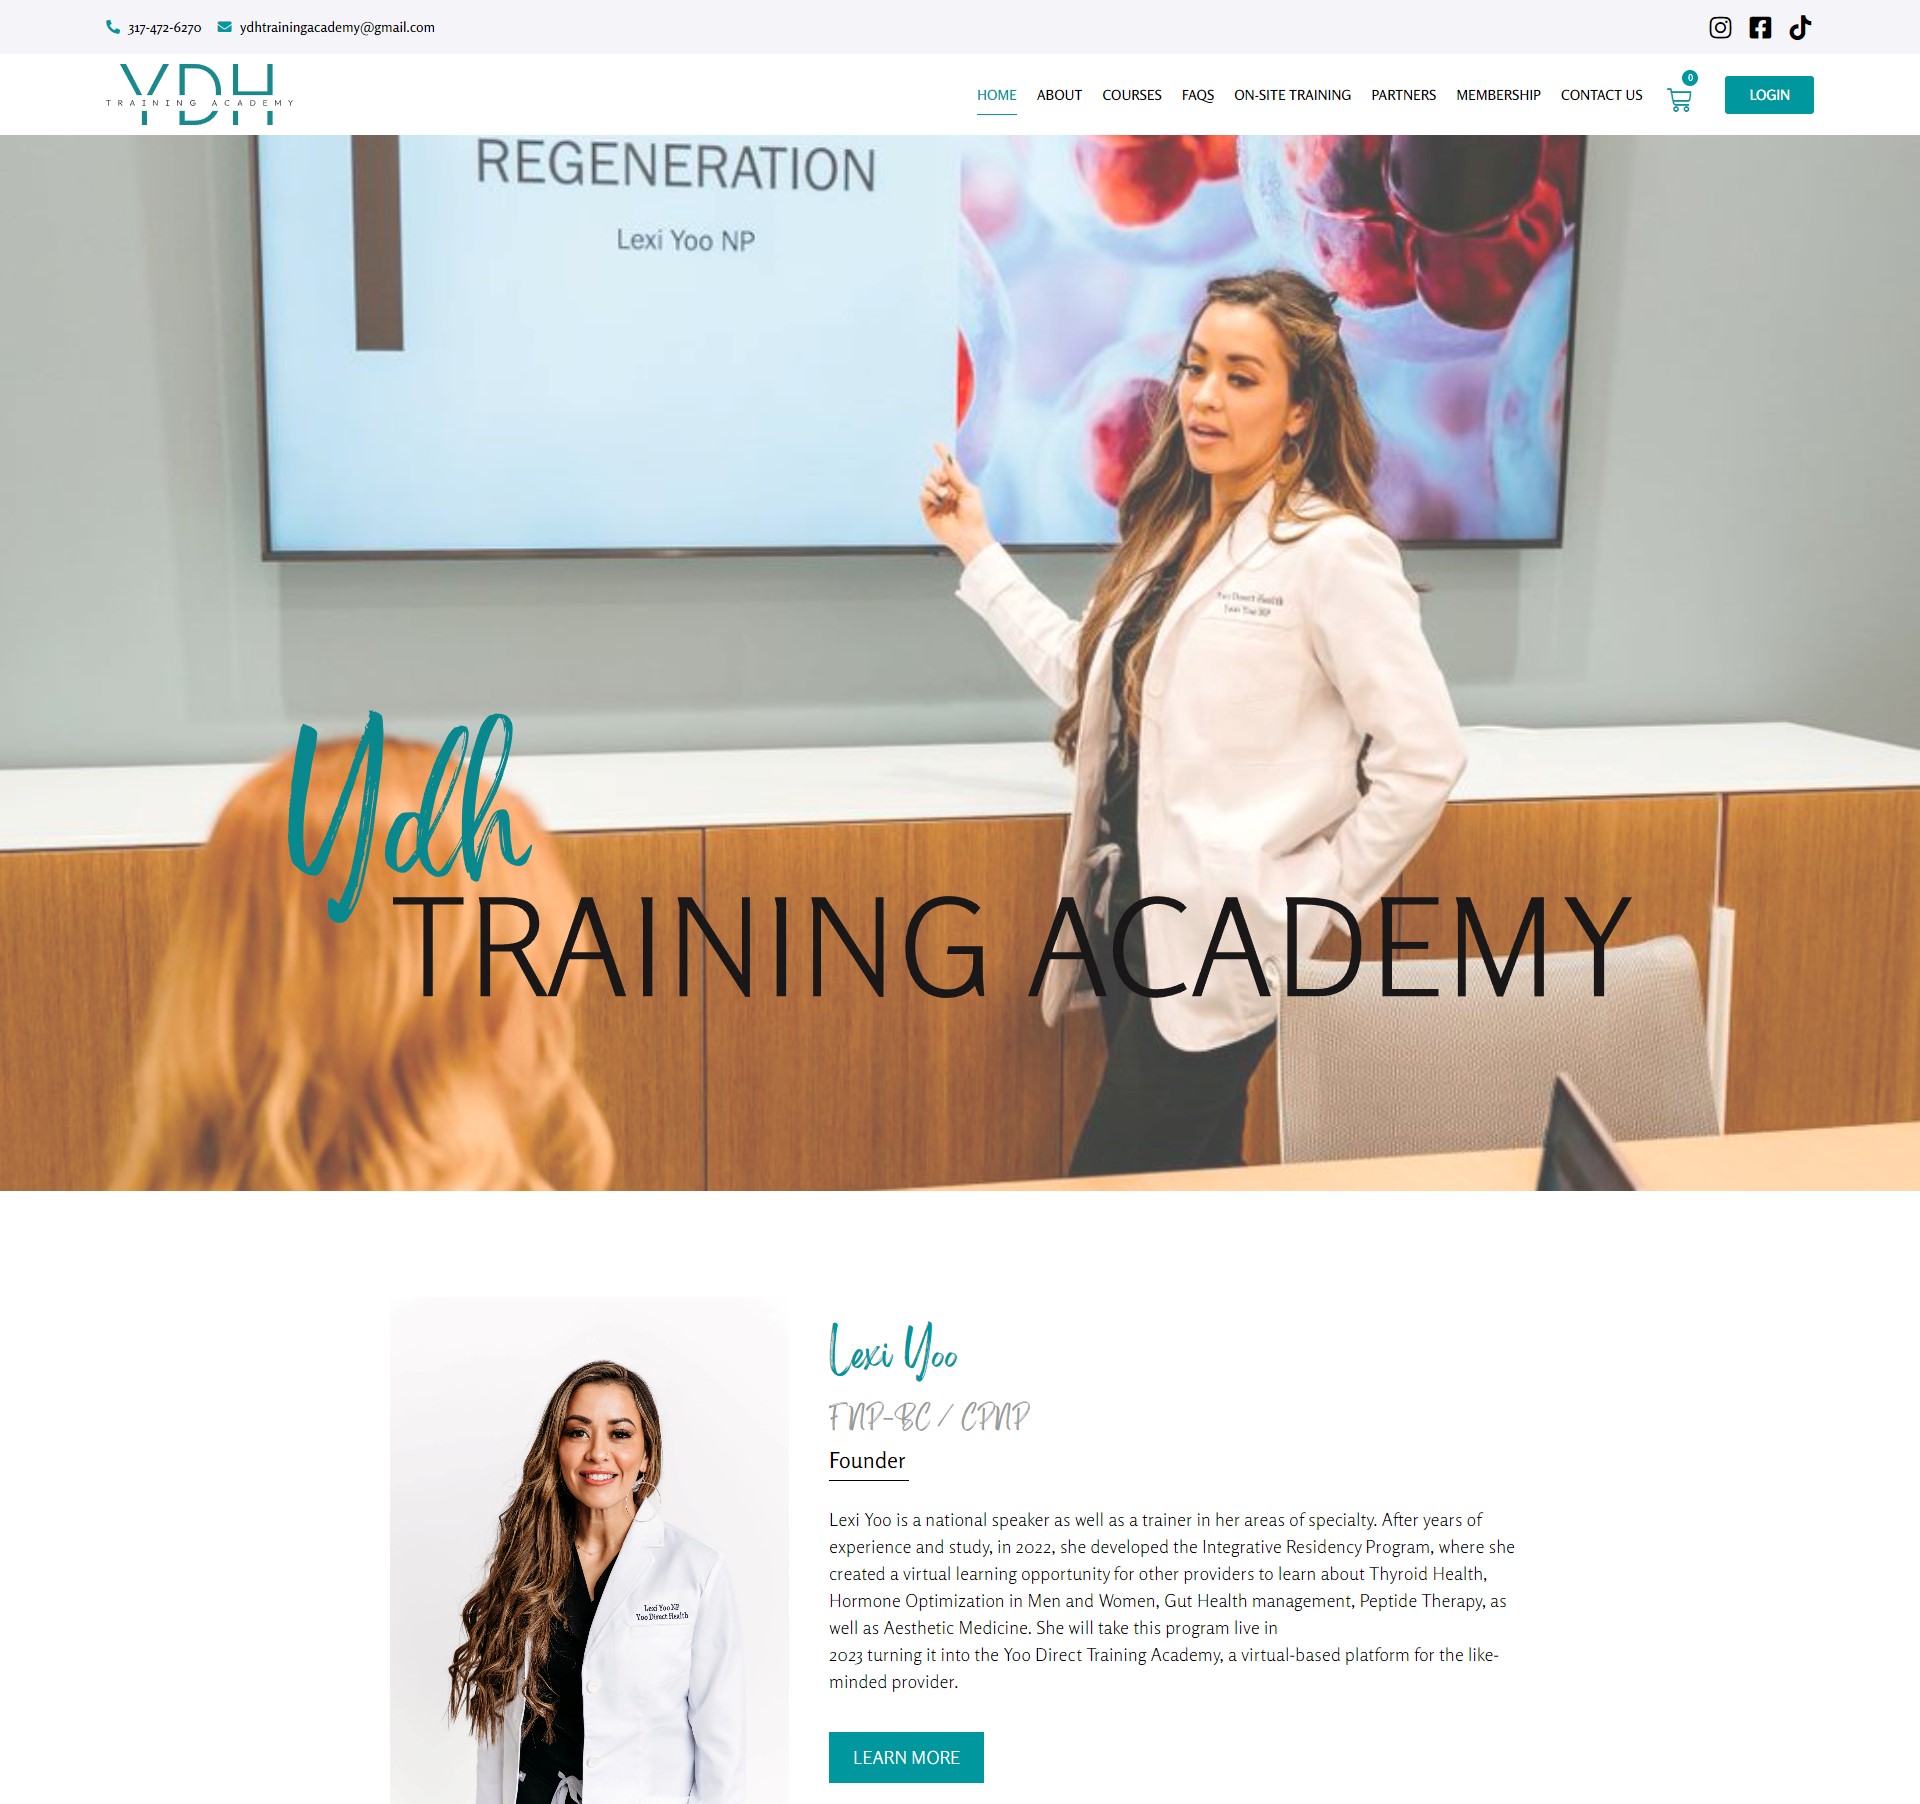 317-472-6270 ydhtrainingacademy@gmail.com
YDH
TRAINING ACADEMY
HOME ABOUT COURSES FAQS ON-SITE TRAINING PARTNERS MEMBERSHIP CONTACT US 0 LOGIN
REGENERATION
Lexi Yoo NP
Yoo Direct Health
Lexi Yoo NP
Ydh
TRAINING ACADEMY
Lexi Yoo
FNP-BC / CPNP
Founder
Lexi Yoo is a national speaker as well as a trainer in her areas of specialty. After years of
experience and study, in 2022, she developed the Integrative Residency Program, where she
created a virtual learning opportunity for other providers to learn about Thyroid Health,
Hormone Optimization in Men and Women, Gut Health management, Peptide Therapy, as
well as Aesthetic Medicine. She will take this program live in
2023 turning it into the Yoo Direct Training Academy, a virtual-based platform for the like-
minded provider.
Lexi Yoo NP
Yoo Direct Health
LEARN MORE